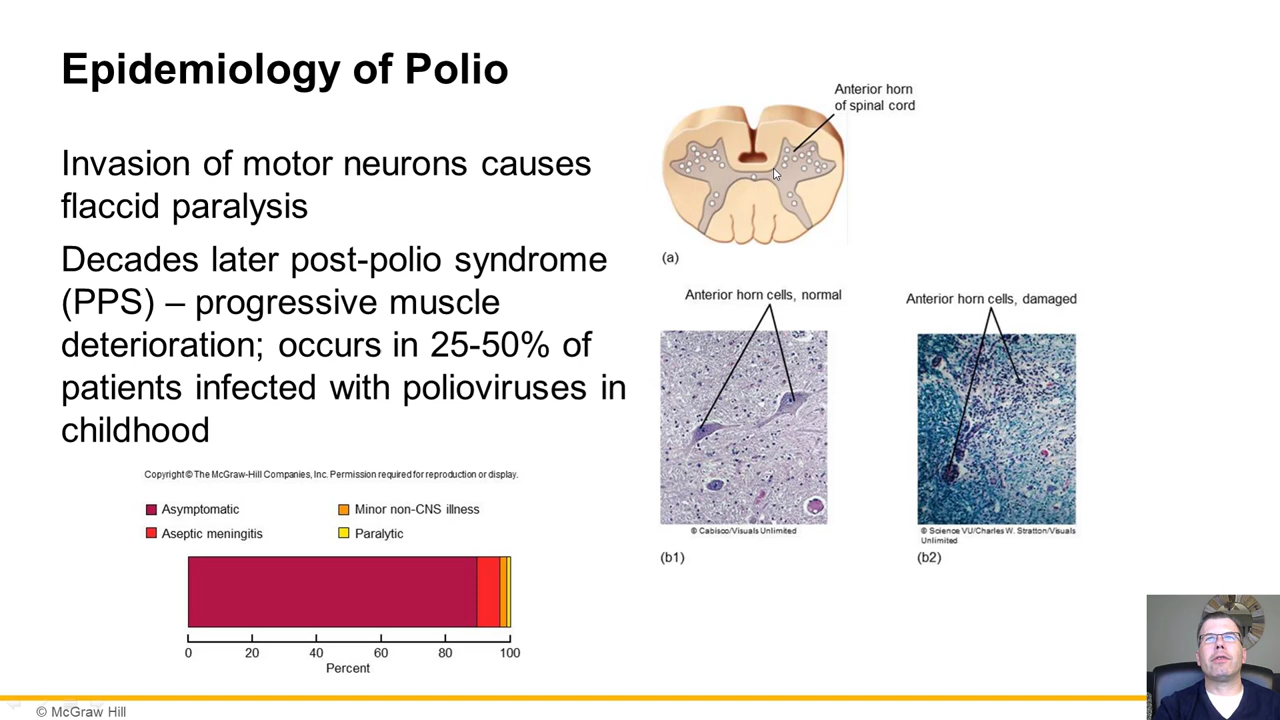 Epidemiology of Polio
Invasion of motor neurons causes
flaccid paralysis
Decades later post-polio syndrome
(PPS) – progressive muscle
deterioration; occurs in 25-50% of
patients infected with polioviruses in
childhood
Copyright © The McGraw-Hill Companies, Inc. Permission required for reproduction or display.
Asymptomatic
Minor non-CNS illness
Aseptic meningitis
Paralytic
0 20 40 60 80 100
Percent
Anterior horn
of spinal cord
(a)
Anterior horn cells, normal
© Cabisco/Visuals Unlimited
(b1)
Anterior horn cells, damaged
© Science VU/Charles W. Stratton/Visuals
Unlimited
(b2)
© McGraw Hill